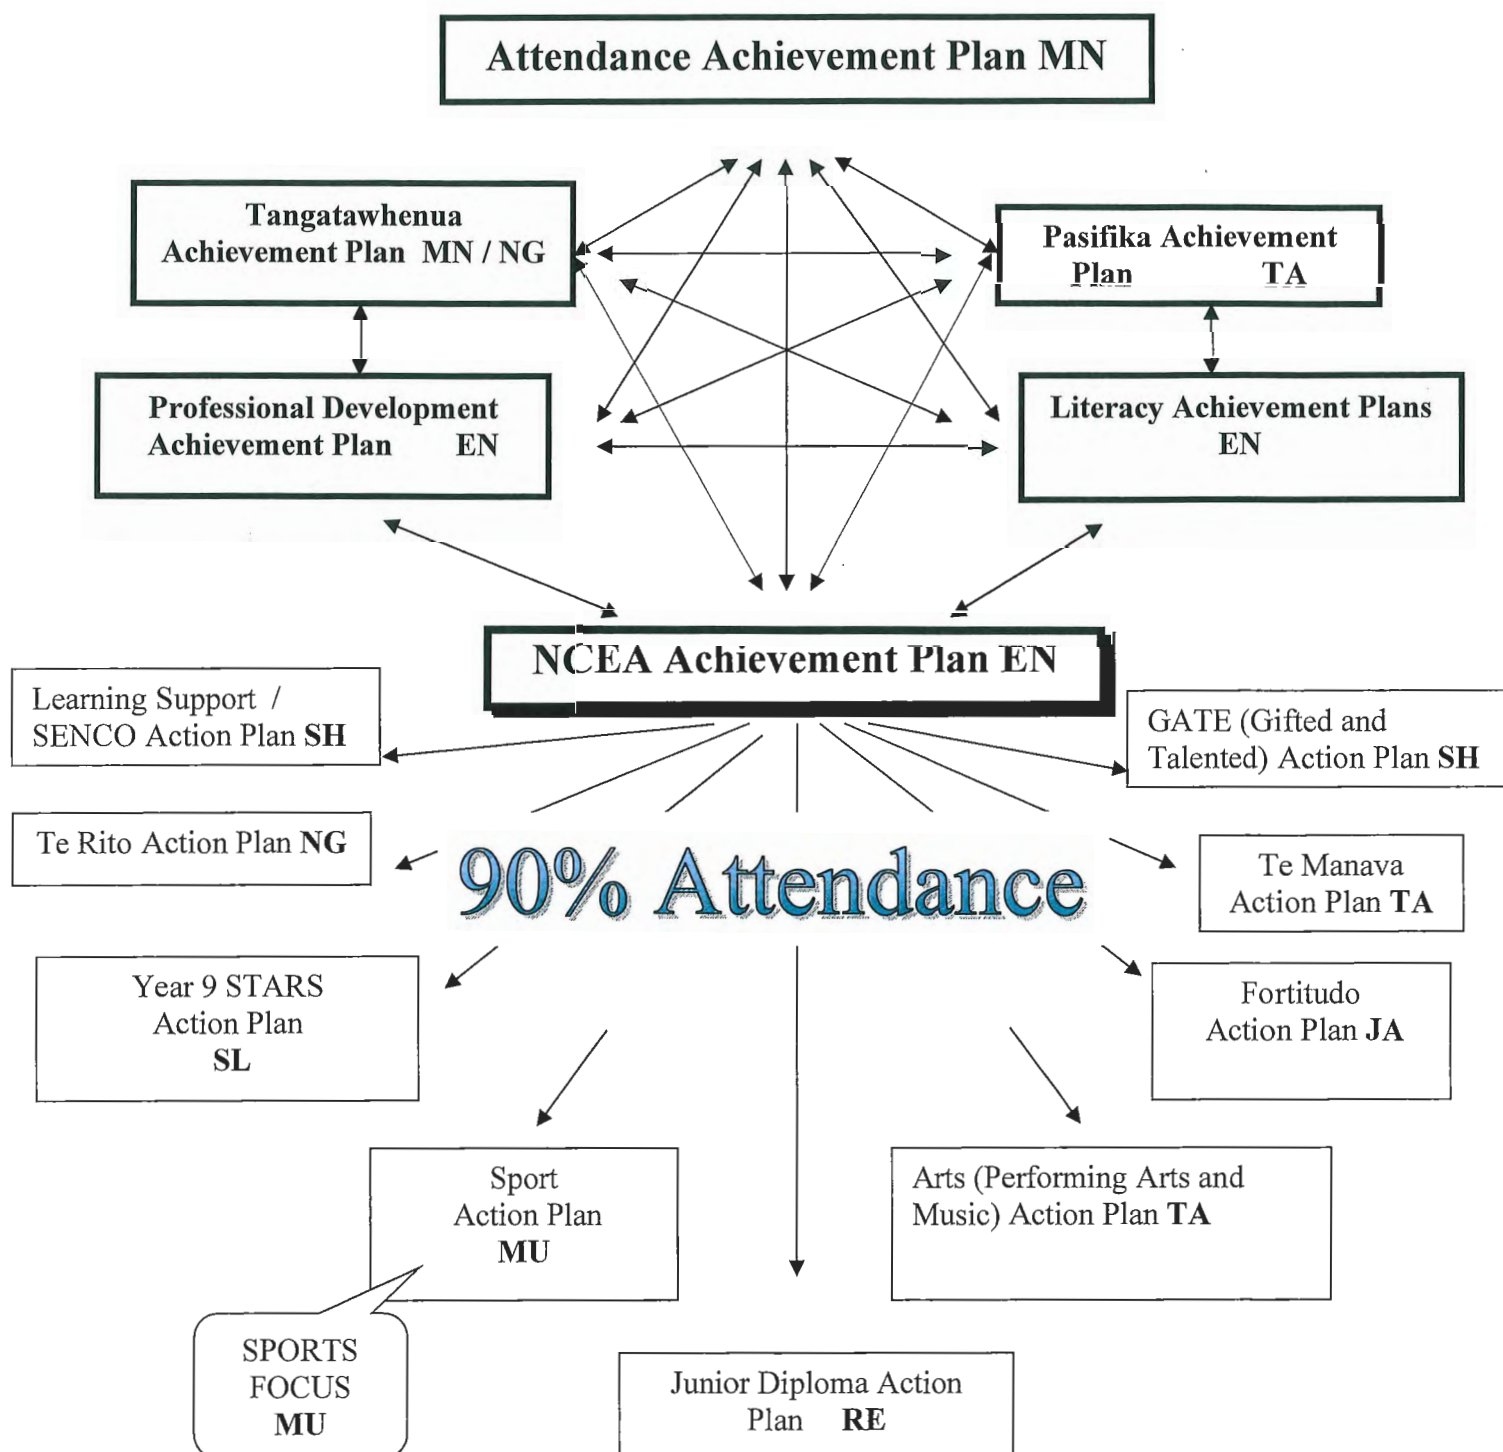 Attendance Achievement Plan MN
Tangatawhenua
Achievement Plan MN / NG
Pasifika Achievement
Plan TA
Professional Development
Achievement Plan EN
Literacy Achievement Plans
EN
NCEA Achievement Plan EN
Learning Support /
SENCO Action Plan SH
GATE (Gifted and
Talented) Action Plan SH
Te Rito Action Plan NG
90% Attendance
Te Manava
Action Plan TA
Year 9 STARS
Action Plan
SL
Fortitudo
Action Plan JA
Sport
Action Plan
MU
Arts (Performing Arts and
Music) Action Plan TA
SPORTS
FOCUS
MU
Junior Diploma Action
Plan RE